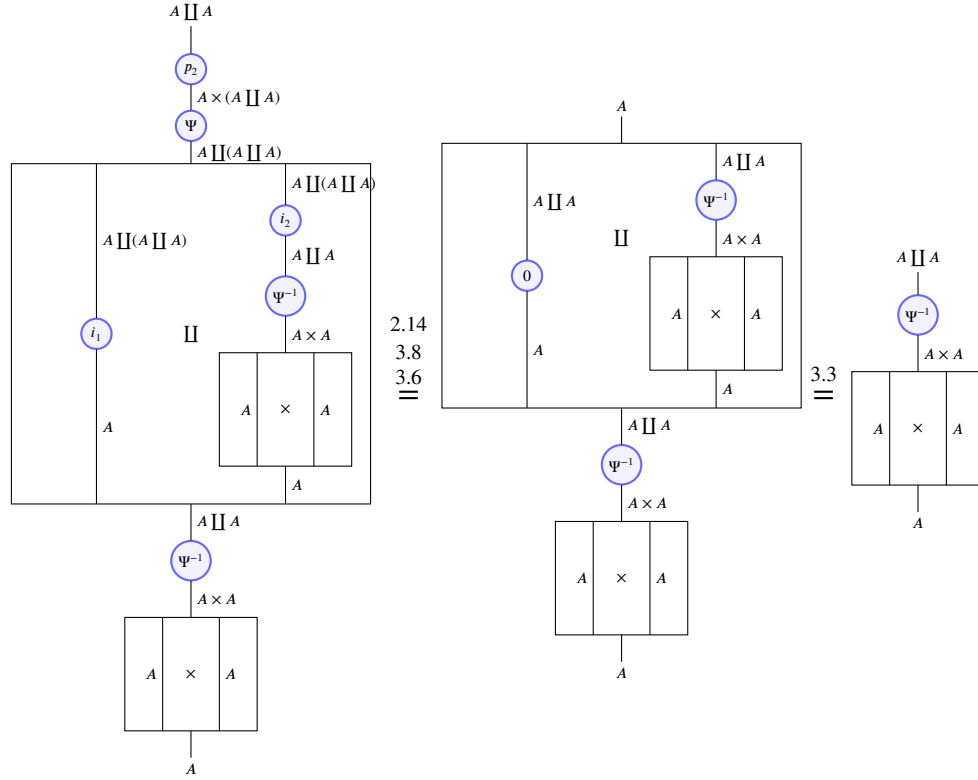 A ∐ A
p₂
A × (A ∐ A)
Ψ
A ∐(A ∐ A)
A ∐(A ∐ A)
i₂
A ∐(A ∐ A)
A ∐ A
Ψ⁻¹
i₁
∐
A × A
A
A
×
A
A
A ∐ A
Ψ⁻¹
A × A
A
×
A
A
2.14
3.8
3.6
=
A
A ∐ A
Ψ⁻¹
A ∐ A
∐
A × A
0
A
×
A
A
A
A ∐ A
Ψ⁻¹
A × A
A
×
A
A
3.3
=
A ∐ A
Ψ⁻¹
A × A
A
×
A
A